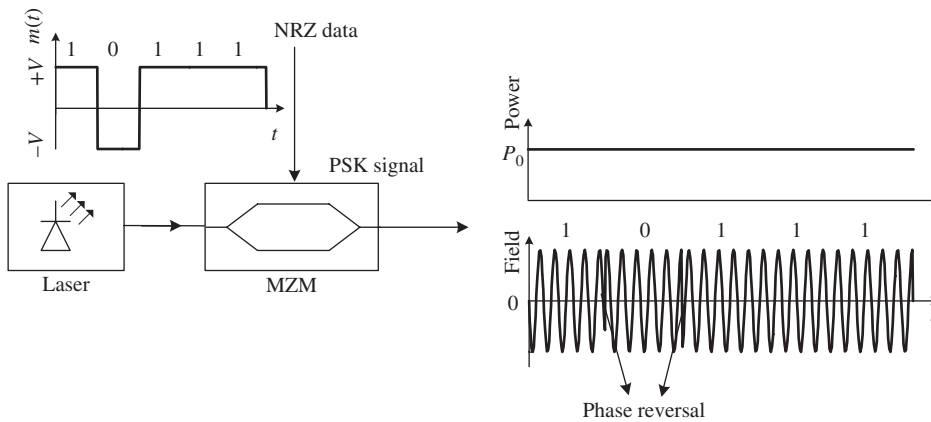 m(t)
+V
−V
1 0 1 1 1
t
NRZ data
PSK signal
Laser
MZM
Power
P0
1 0 1 1 1
Field
0
Phase reversal